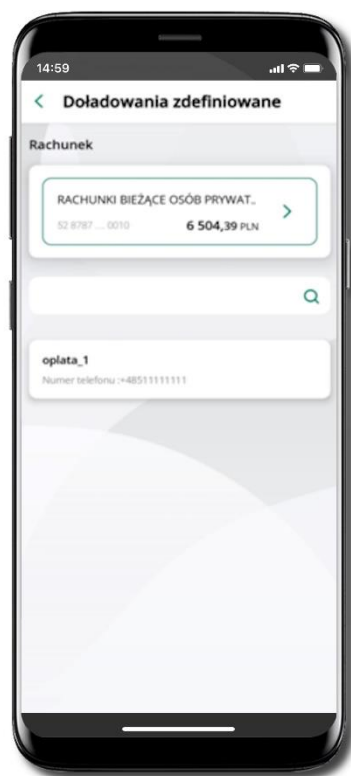 14:59
Doładowania zdefiniowane
Rachunek
RACHUNKI BIEŻĄCE OSÓB PRYWAT..
52 8787 ... 0010 6 504,39 PLN
oplata_1
Numer telefonu :+48511111111